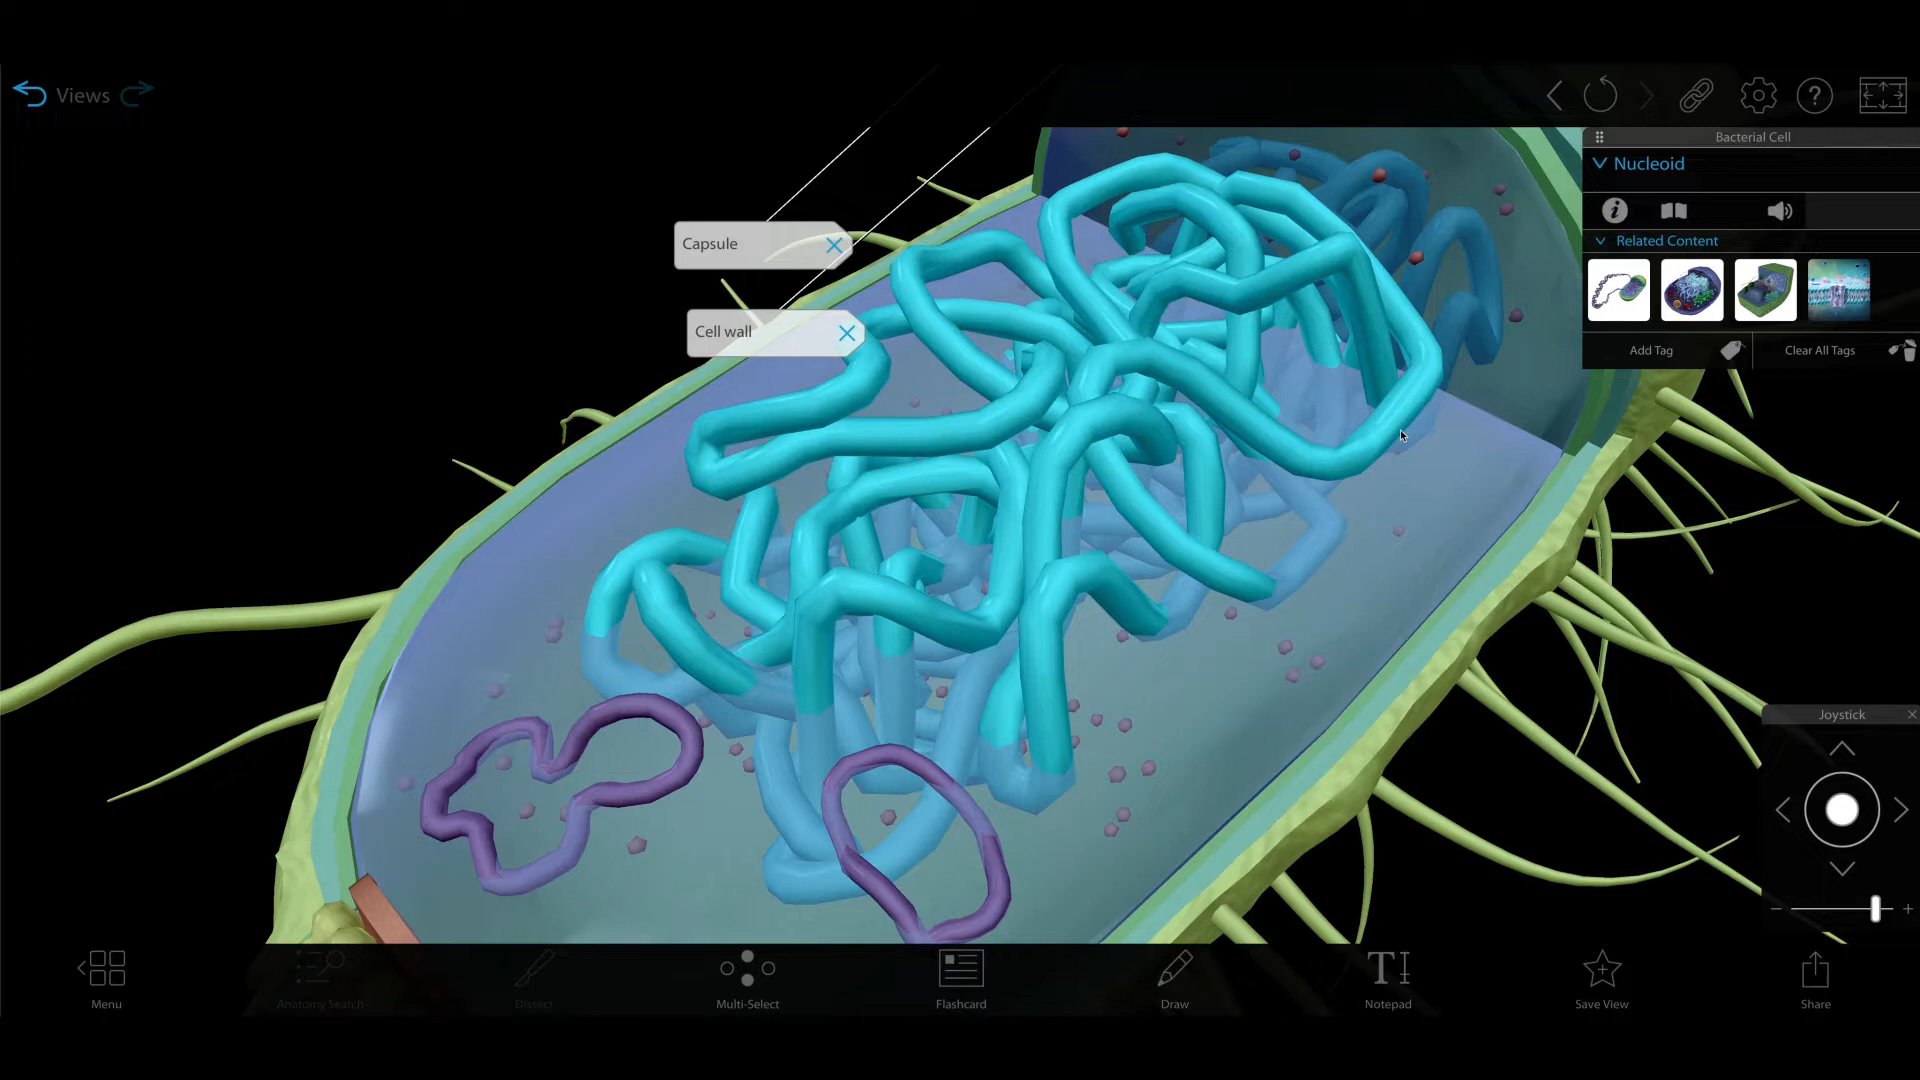 Views
Bacterial Cell
Nucleoid
Related Content
Add Tag
Clear All Tags
Capsule
Cell wall
Joystick
Menu
Anatomy Search
Dissect
Multi-Select
Flashcard
Draw
Notepad
Save View
Share